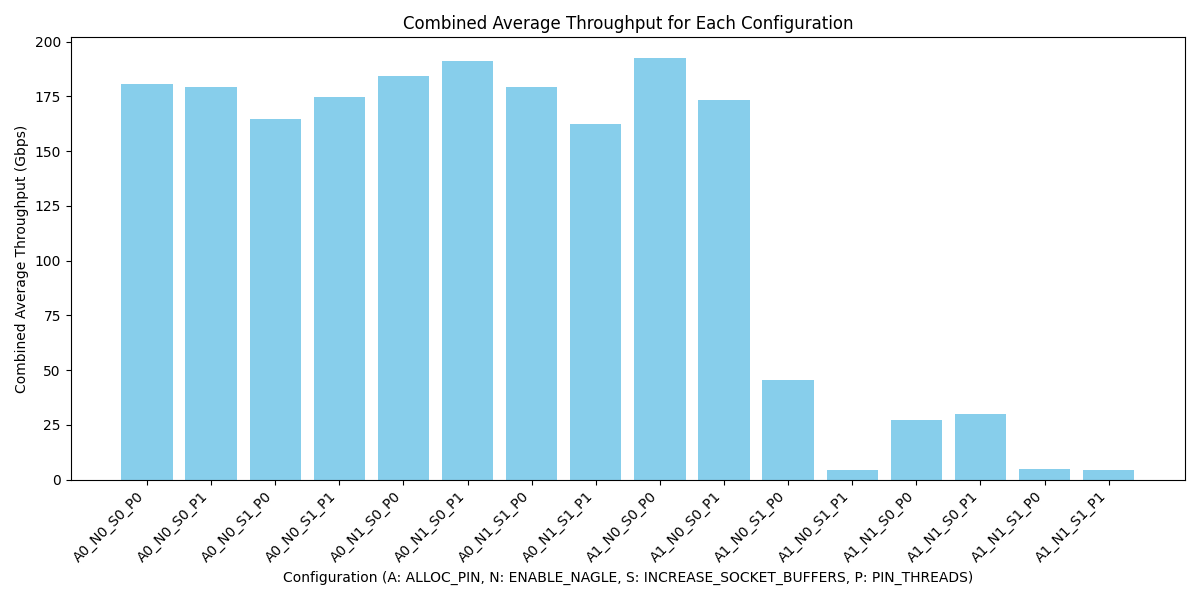 Combined Average Throughput for Each Configuration
Combined Average Throughput (Gbps)
200
175
150
125
100
75
50
25
0
A0_N0_S0_P0
A0_N0_S0_P1
A0_N0_S1_P0
A0_N0_S1_P1
A0_N1_S0_P0
A0_N1_S0_P1
A0_N1_S1_P0
A0_N1_S1_P1
A1_N0_S0_P0
A1_N0_S0_P1
A1_N0_S1_P0
A1_N0_S1_P1
A1_N1_S0_P0
A1_N1_S0_P1
A1_N1_S1_P0
A1_N1_S1_P1
Configuration (A: ALLOC_PIN, N: ENABLE_NAGLE, S: INCREASE_SOCKET_BUFFERS, P: PIN_THREADS)